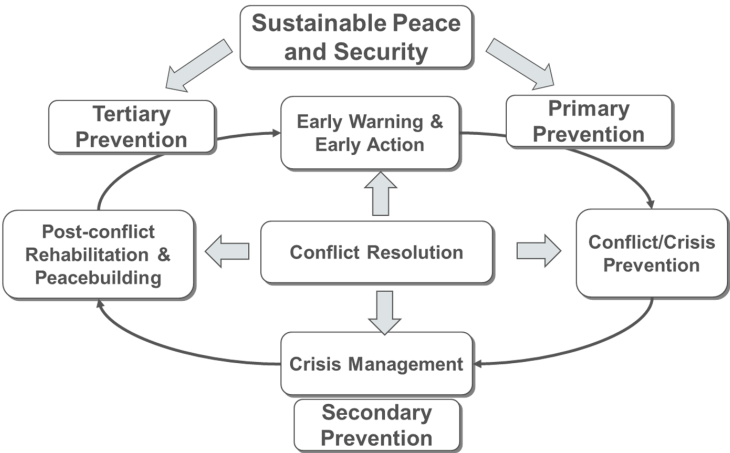 Sustainable Peace
and Security
Tertiary
Prevention
Early Warning &
Early Action
Primary
Prevention
Post-conflict
Rehabilitation &
Peacebuilding
Conflict Resolution
Conflict/Crisis
Prevention
Crisis Management
Secondary
Prevention